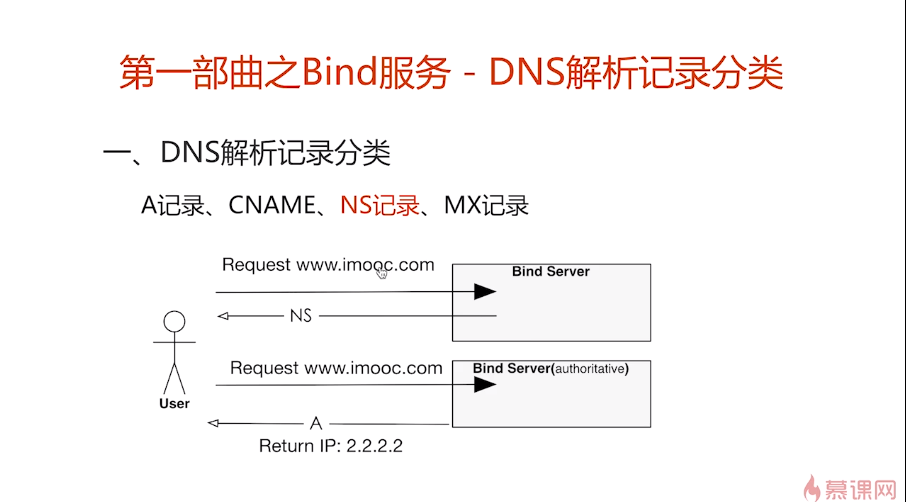 第一部曲之Bind服务 - DNS解析记录分类
一、DNS解析记录分类
A记录、CNAME、NS记录、MX记录
Request www.imooc.com
Bind Server
NS
Request www.imooc.com
Bind Server(authoritative)
User
A
Return IP: 2.2.2.2
慕课网